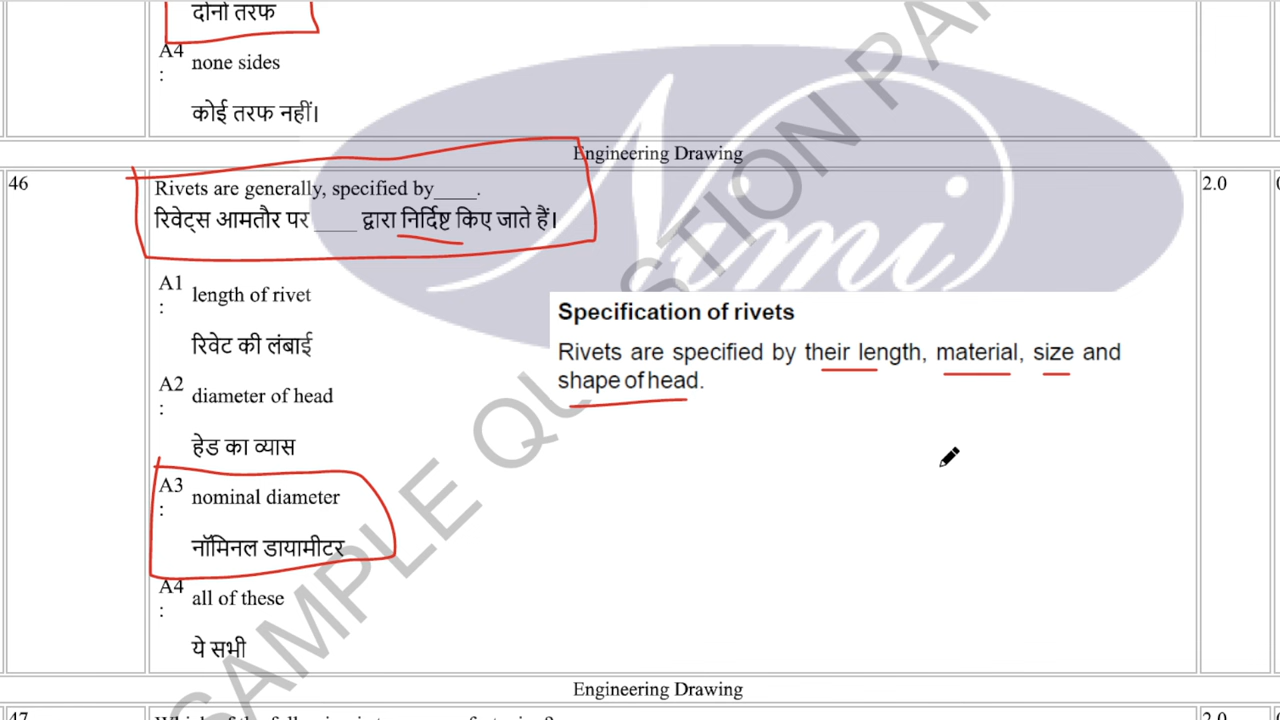 दोनों तरफ
A4 :
none sides
कोई तरफ नहीं।
Engineering Drawing
46
Rivets are generally, specified by____.
2.0
रिवेट्स आमतौर पर ____ द्वारा निर्दिष्ट किए जाते हैं।
A1 :
length of rivet
रिवेट की लंबाई
Specification of rivets
Rivets are specified by their length, material, size and
shape of head.
A2 :
diameter of head
हेड का व्यास
A3 :
nominal diameter
नॉमिनल डायामीटर
A4 :
all of these
ये सभी
Engineering Drawing
47
2.0
Nimi
SAMPLE QUESTION PA